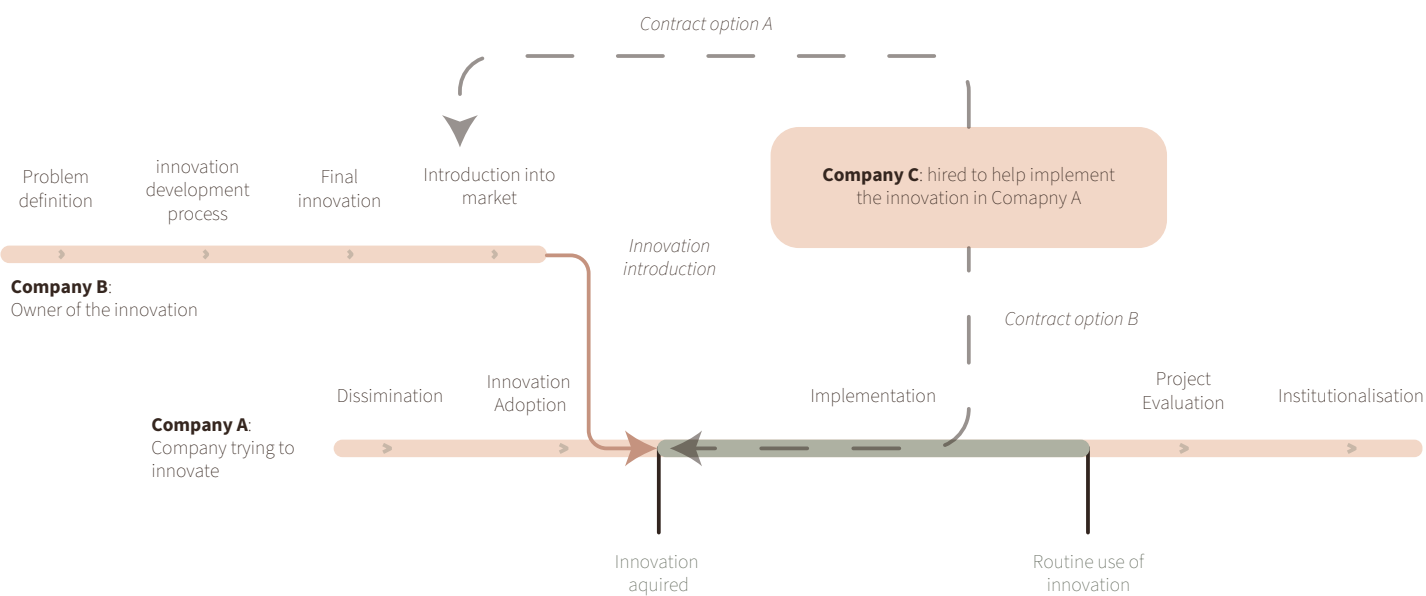 Contract option A
Problem
definition
innovation
development
process
Final
innovation
Introduction into
market
Company C: hired to help implement
the innovation in Comapny A
Innovation
introduction
Company B:
Owner of the innovation
Contract option B
Dissimination
Innovation
Adoption
Implementation
Project
Evaluation
Institutionalisation
Company A:
Company trying to
innovate
Innovation
aquired
Routine use of
innovation